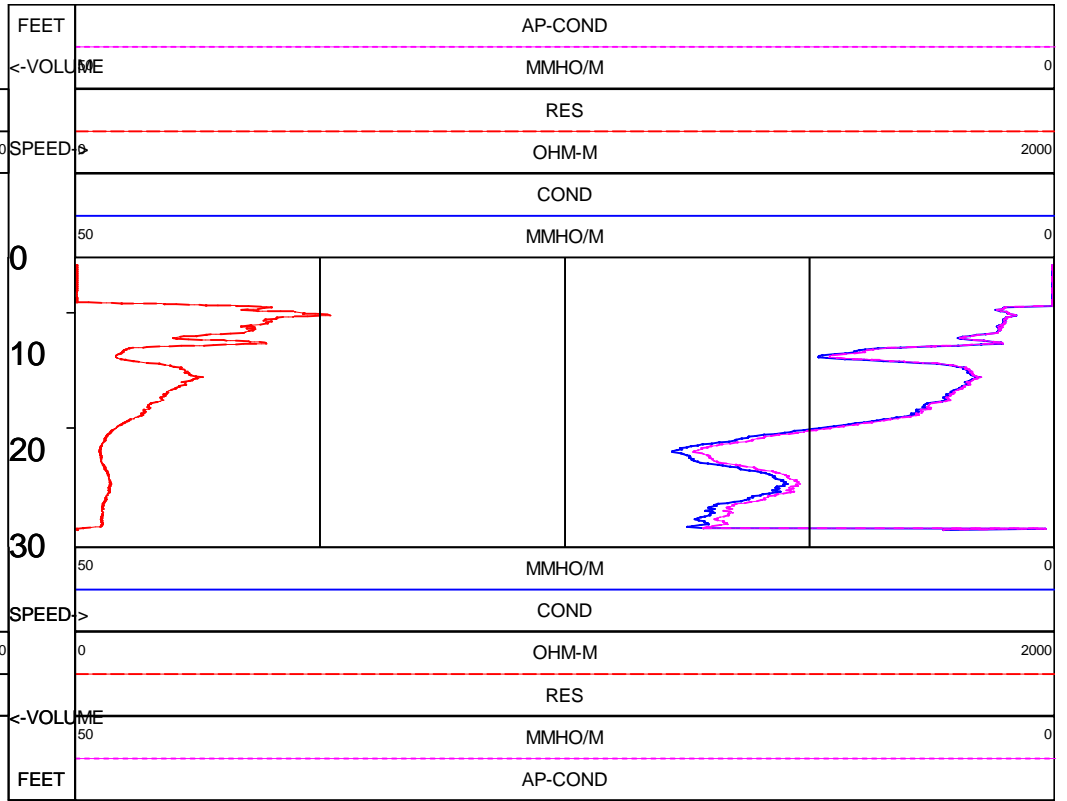 FEET AP-COND
<-VOLUME 50 MMHO/M 0
RES
0 SPEED-> 0 OHM-M 2000
COND
50 MMHO/M 0
0
10
20
30
50 MMHO/M 0
SPEED-> COND
0 0 OHM-M 2000
RES
<-VOLUME
50 MMHO/M 0
FEET AP-COND